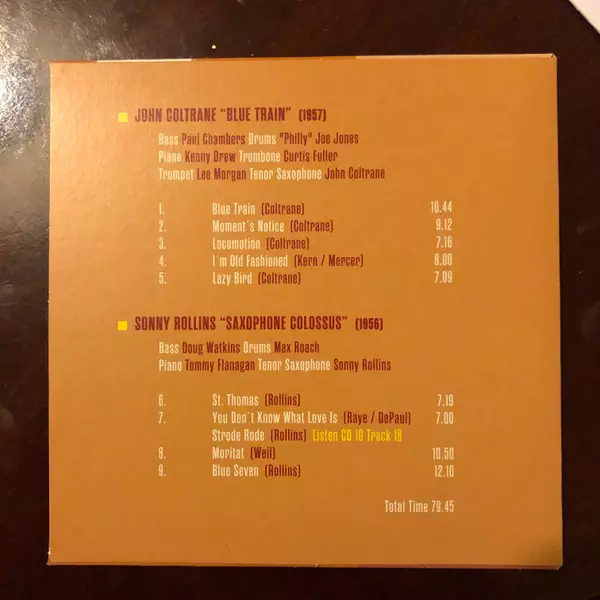 JOHN COLTRANE "BLUE TRAIN" (1957)
Bass Paul Chambers Drums "Philly" Joe Jones
Piano Kenny Drew Trombone Curtis Fuller
Trumpet Lee Morgan Tenor Saxophone John Coltrane
1. Blue Train (Coltrane) 10.44
2. Moment´s Notice (Coltrane) 9.12
3. Locomotion (Coltrane) 7.16
4. I´m Old Fashioned (Kern / Mercer) 8.00
5. Lazy Bird (Coltrane) 7.09
SONNY ROLLINS "SAXOPHONE COLOSSUS" (1956)
Bass Doug Watkins Drums Max Roach
Piano Tommy Flanagan Tenor Saxophone Sonny Rollins
6. St. Thomas (Rollins) 7.19
7. You Don´t Know What Love Is (Raye / DePaul) 7.00
Strode Rode (Rollins) Listen CD 10 Track 19
8. Moritat (Weil) 10.50
9. Blue Seven (Rollins) 12.10
Total Time 79.45